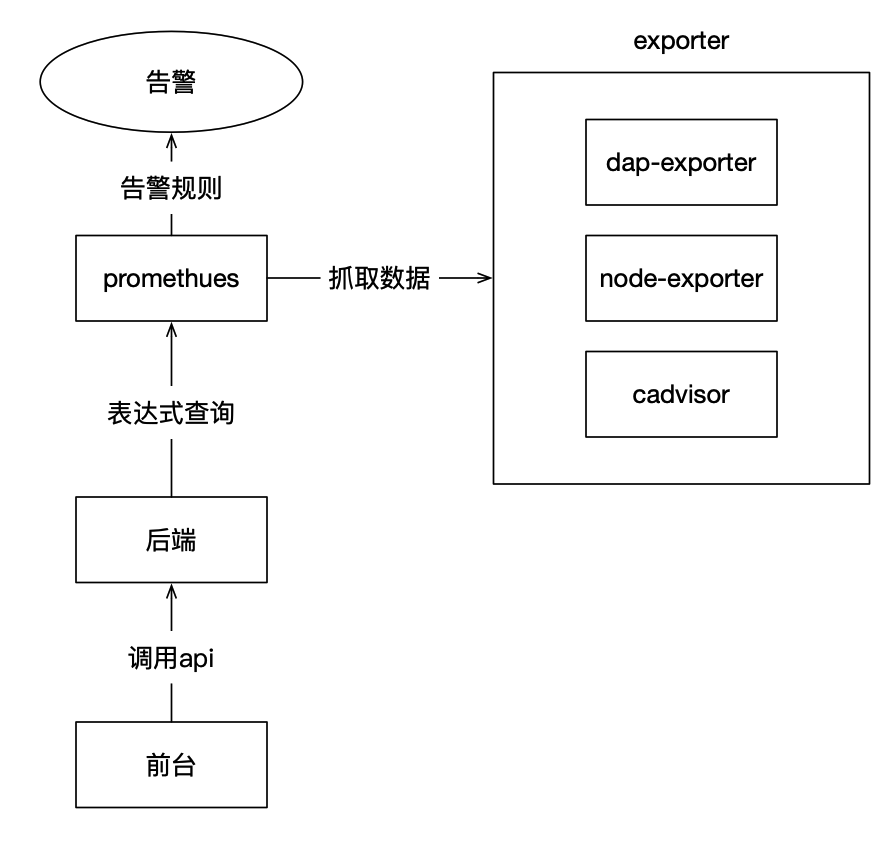 exporter
告警
dap-exporter
告警规则
promethues
抓取数据
node-exporter
cadvisor
表达式查询
后端
调用api
前台